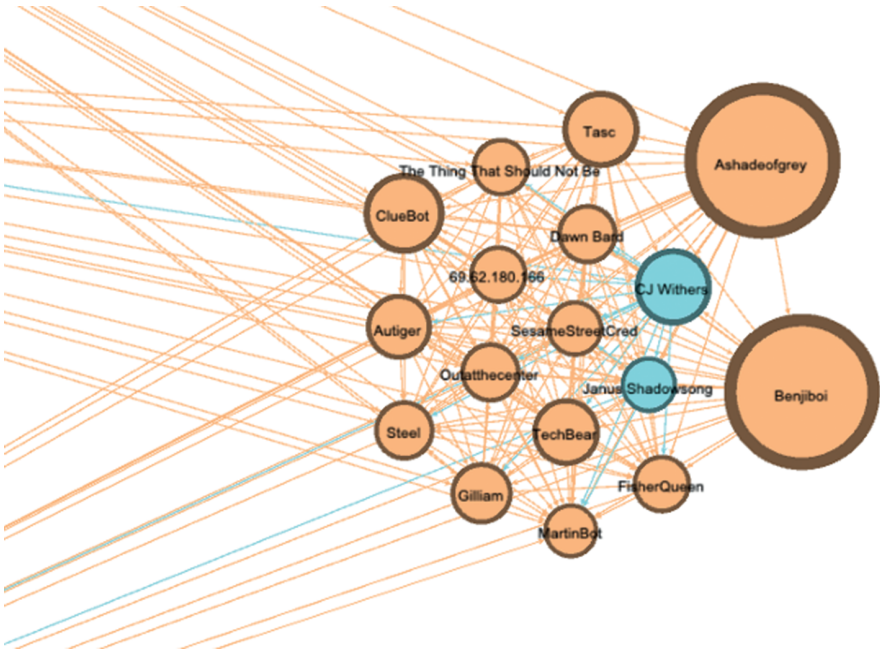 Tasc
Ashadeofgrey
The Thing That Should Not Be
ClueBot
Dawn Bard
69.62.180.166
CJ Withers
Autiger
SesameStreetCred
Outatthecenter
Janus Shadowsong
Benjiboi
Steel
TechBear
Gilliam
FisherQueen
MartinBot